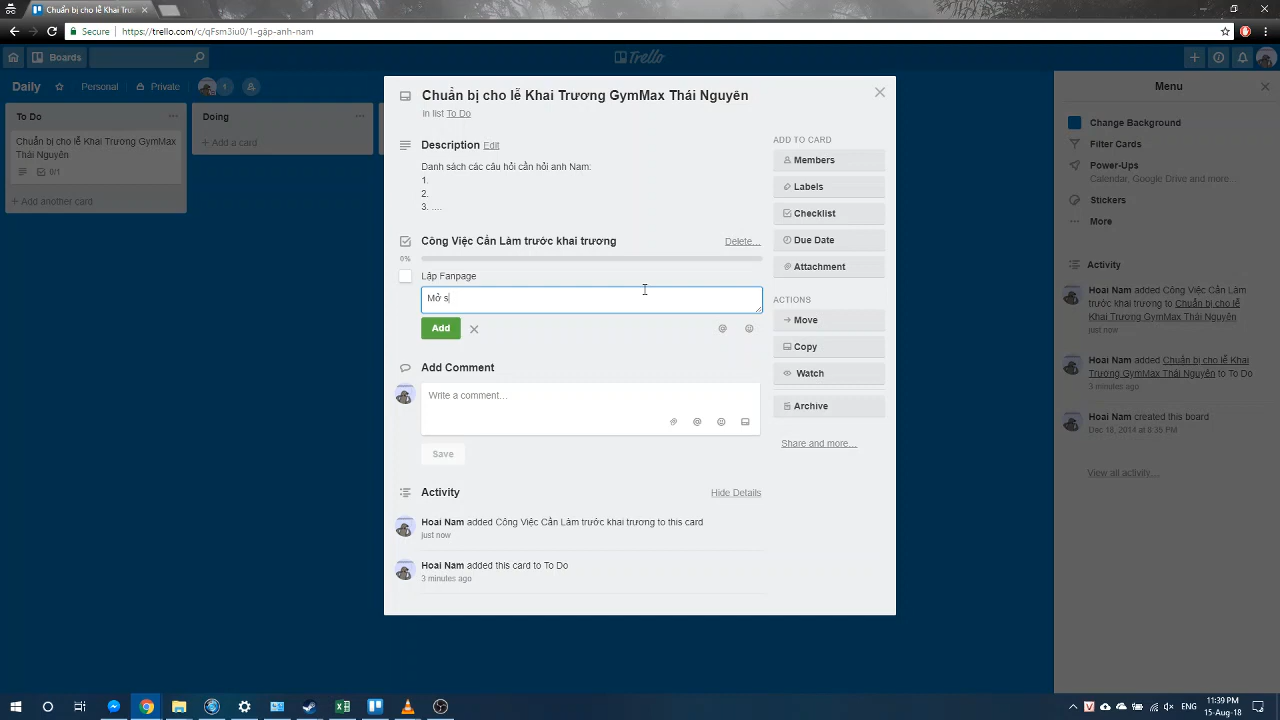 Chuẩn bị cho lễ Khai Trươn
Secure
https://trello.com/c/qFsm3iu0/1-gặp-anh-nam
Boards
Trello
Daily
Personal
Private
1
To Do
Chuẩn bị cho lễ Khai Trương GymMax
Thái Nguyên
0/1
+ Add another card
Doing
+ Add a card
Chuẩn bị cho lễ Khai Trương GymMax Thái Nguyên
in list To Do
Description Edit
Danh sách các câu hỏi cần hỏi anh Nam:
1.
2.
3. ....
Công Việc Cần Làm trước khai trương
Delete…
0%
Lập Fanpage
Mở s
Add
Add Comment
Write a comment…
Save
Activity
Hide Details
Hoai Nam added Công Việc Cần Làm trước khai trương to this card
just now
Hoai Nam added this card to To Do
3 minutes ago
ADD TO CARD
Members
Labels
Checklist
Due Date
Attachment
ACTIONS
Move
Copy
Watch
Archive
Share and more…
Menu
Change Background
Filter Cards
Power-Ups
Calendar, Google Drive and more…
Stickers
More
Activity
Hoai Nam added Công Việc Cần Làm
trước khai trương to Chuẩn bị cho lễ
Khai Trương GymMax Thái Nguyên
just now
Hoai Nam added Chuẩn bị cho lễ Khai
Trương GymMax Thái Nguyên to To Do
3 minutes ago
Hoai Nam created this board
Dec 18, 2014 at 8:35 PM
View all activity…
V
11:39 PM
15-Aug-18